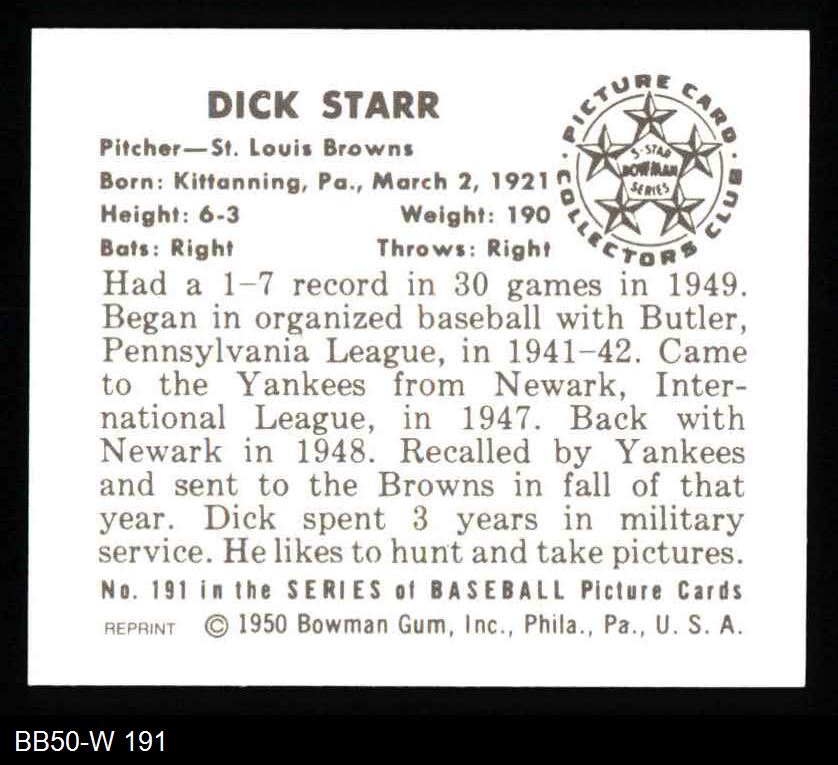 DICK STARR
Pitcher—St. Louis Browns
Born: Kittanning, Pa., March 2, 1921
Height: 6-3 Weight: 190
Bats: Right Throws: Right
PICTURE CARD
COLLECTORS CLUB
5-STAR
BOWMAN
SERIES
Had a 1–7 record in 30 games in 1949.
Began in organized baseball with Butler,
Pennsylvania League, in 1941–42. Came
to the Yankees from Newark, Inter-
national League, in 1947. Back with
Newark in 1948. Recalled by Yankees
and sent to the Browns in fall of that
year. Dick spent 3 years in military
service. He likes to hunt and take pictures.
No. 191 in the SERIES of BASEBALL Picture Cards
REPRINT © 1950 Bowman Gum, Inc., Phila., Pa., U. S. A.
BB50-W 191